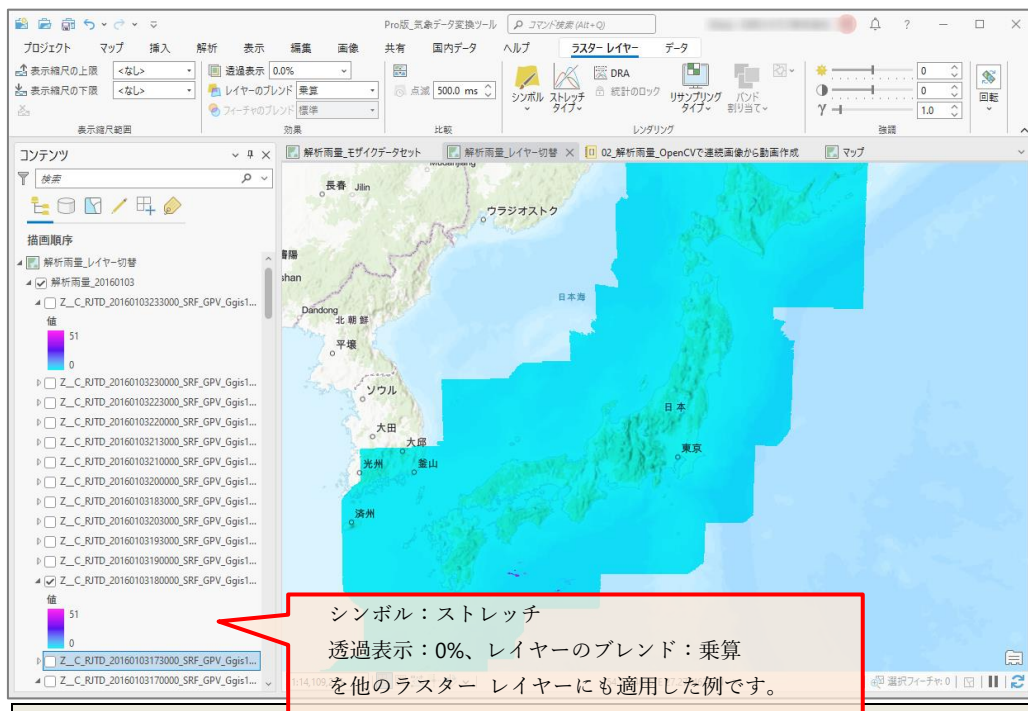 Pro版_気象データ変換ツール
コマンド検索 (Alt+Q)
プロジェクト マップ 挿入 解析 表示 編集 画像 共有 国内データ ヘルプ ラスター レイヤー データ
表示縮尺の上限 <なし>
表示縮尺の下限 <なし>
表示縮尺範囲
透過表示 0.0%
レイヤーのブレンド 乗算
フィーチャのブレンド 標準
効果
点滅 500.0 ms
比較
シンボル
ストレッチ タイプ
DRA
統計のロック
リサンプリング タイプ
バンド 割り当て
レンダリング
0
0
γ 1.0
強調
回転
コンテンツ
検索
描画順序
解析雨量_レイヤー切替
解析雨量_20160103
Z__C_RJTD_20160103233000_SRF_GPV_Ggis1...
値
51
0
Z__C_RJTD_20160103230000_SRF_GPV_Ggis1...
Z__C_RJTD_20160103223000_SRF_GPV_Ggis1...
Z__C_RJTD_20160103220000_SRF_GPV_Ggis1...
Z__C_RJTD_20160103213000_SRF_GPV_Ggis1...
Z__C_RJTD_20160103210000_SRF_GPV_Ggis1...
Z__C_RJTD_20160103200000_SRF_GPV_Ggis1...
Z__C_RJTD_20160103183000_SRF_GPV_Ggis1...
Z__C_RJTD_20160103203000_SRF_GPV_Ggis1...
Z__C_RJTD_20160103193000_SRF_GPV_Ggis1...
Z__C_RJTD_20160103190000_SRF_GPV_Ggis1...
Z__C_RJTD_20160103180000_SRF_GPV_Ggis1...
値
51
0
Z__C_RJTD_20160103173000_SRF_GPV_Ggis1...
Z__C_RJTD_20160103170000_SRF_GPV_Ggis1...
解析雨量_モザイクデータセット 解析雨量_レイヤー切替 02_解析雨量_OpenCVで連続画像から動画作成 マップ
長春 Jilin
ウラジオストク
Dandong
北朝鮮
平壌
日本海
ソウル
大田
大邱
光州
釜山
済州
日本
東京
シンボル：ストレッチ
透過表示：0%、レイヤーのブレンド：乗算
を他のラスター レイヤーにも適用した例です。
選択フィーチャ: 0